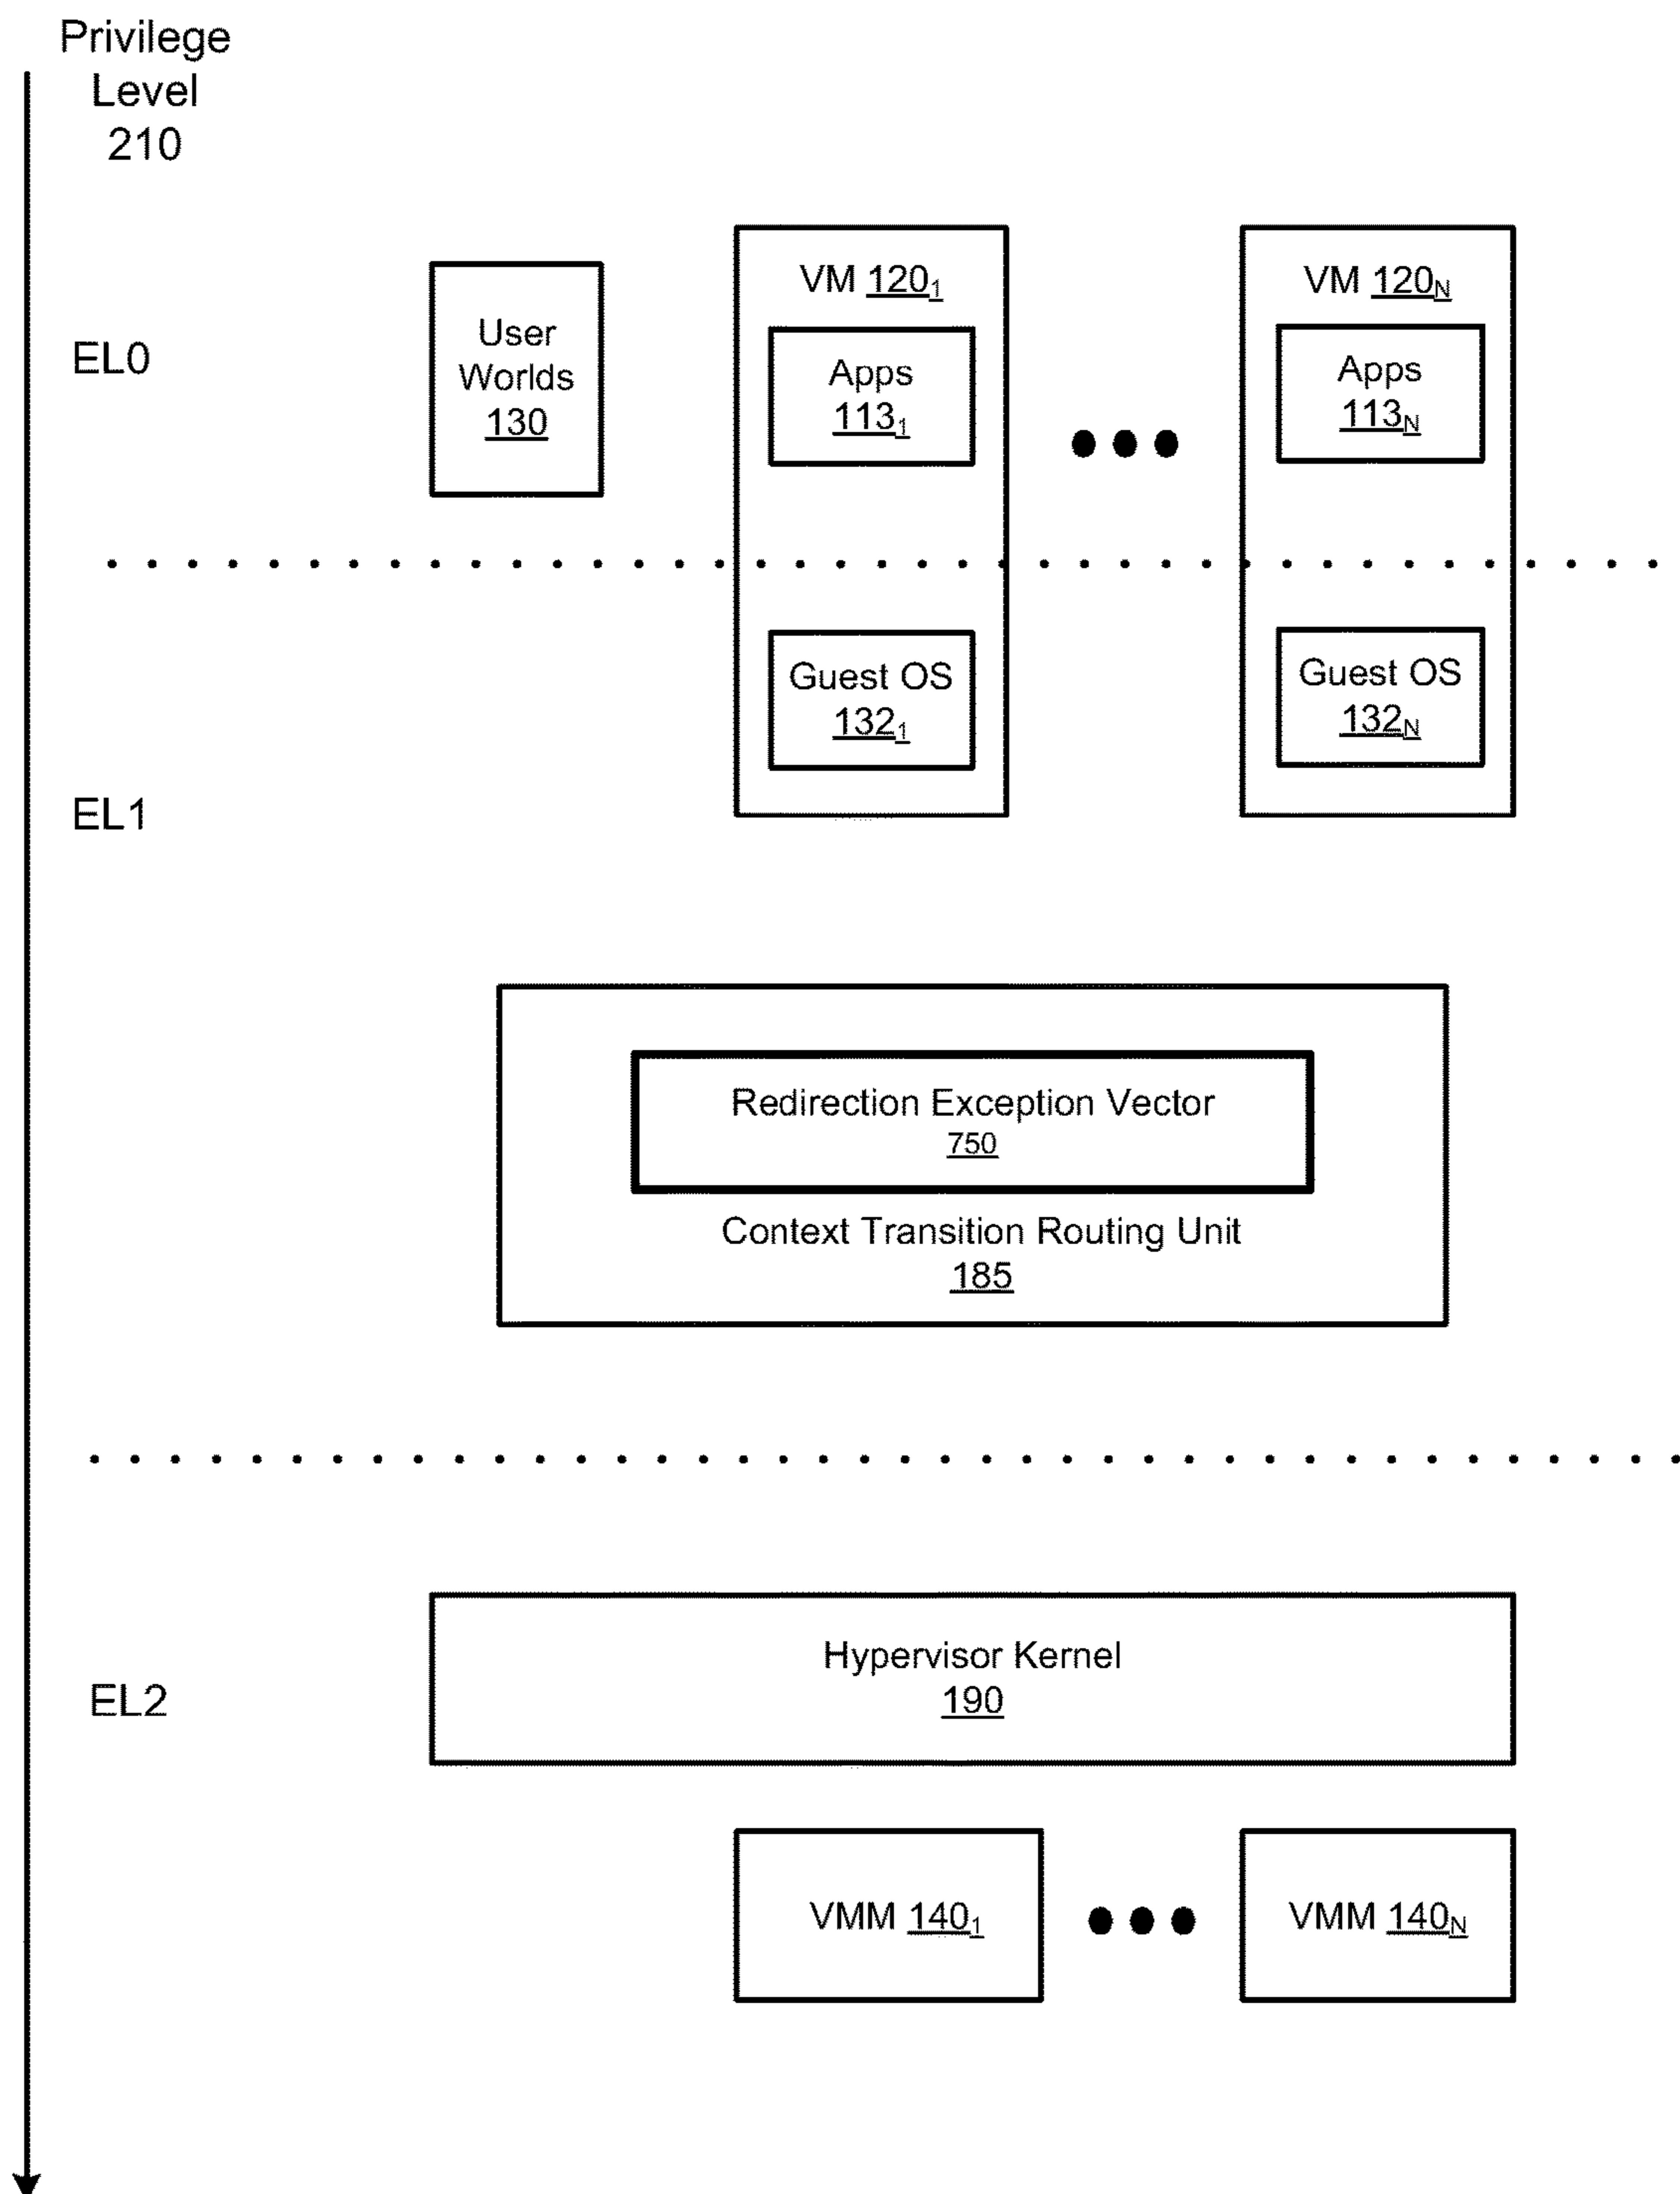 Privilege
Level
210
EL0
User
Worlds
130
VM 120₁
Apps
113₁
VM 120N
Apps
113N
EL1
Guest OS
132₁
Guest OS
132N
Redirection Exception Vector
750
Context Transition Routing Unit
185
EL2
Hypervisor Kernel
190
VMM 140₁
VMM 140N